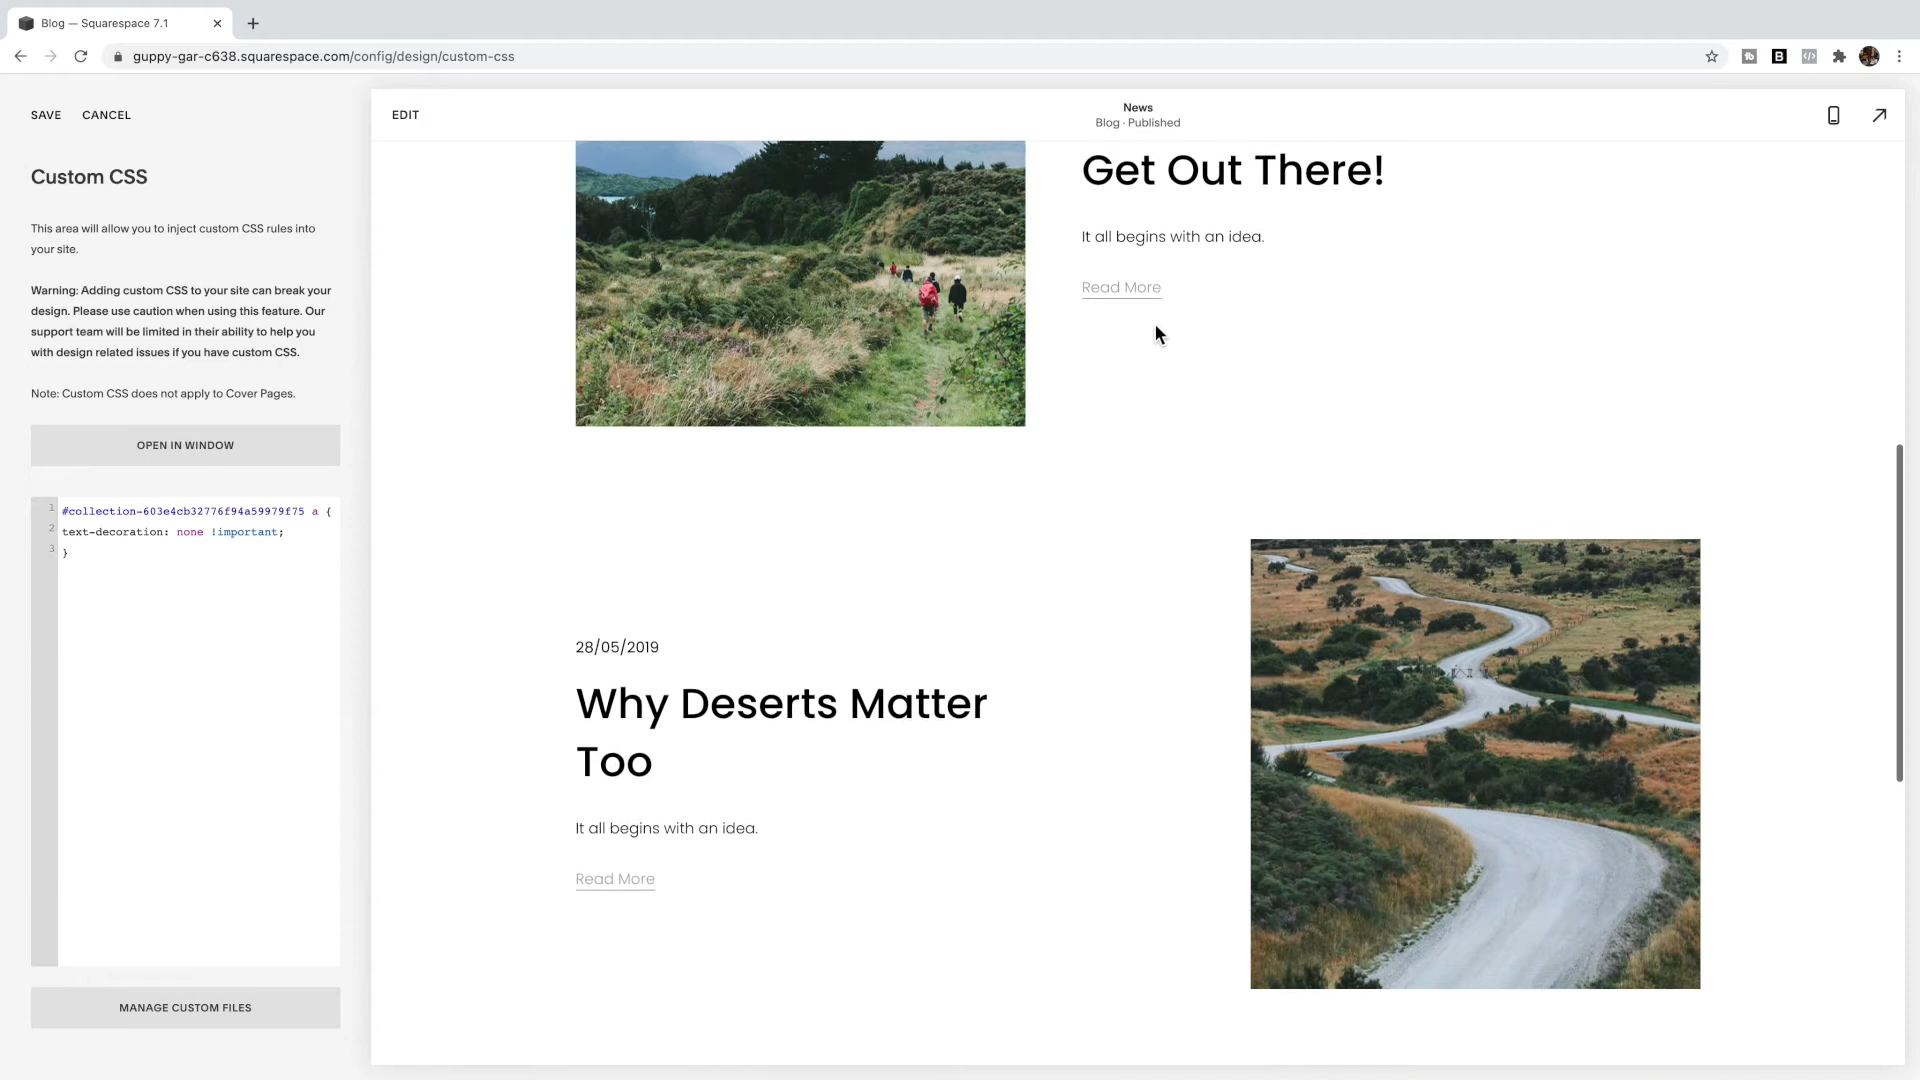 Blog — Squarespace 7.1
guppy-gar-c638.squarespace.com/config/design/custom-css
SAVE CANCEL
EDIT
News
Blog · Published
Custom CSS
This area will allow you to inject custom CSS rules into
your site.
Warning: Adding custom CSS to your site can break your
design. Please use caution when using this feature. Our
support team will be limited in their ability to help you
with design related issues if you have custom CSS.
Note: Custom CSS does not apply to Cover Pages.
OPEN IN WINDOW
1 #collection-603e4cb32776f94a59979f75 a {
2 text-decoration: none !important;
3 }
MANAGE CUSTOM FILES
Get Out There!
It all begins with an idea.
Read More
28/05/2019
Why Deserts Matter
Too
It all begins with an idea.
Read More